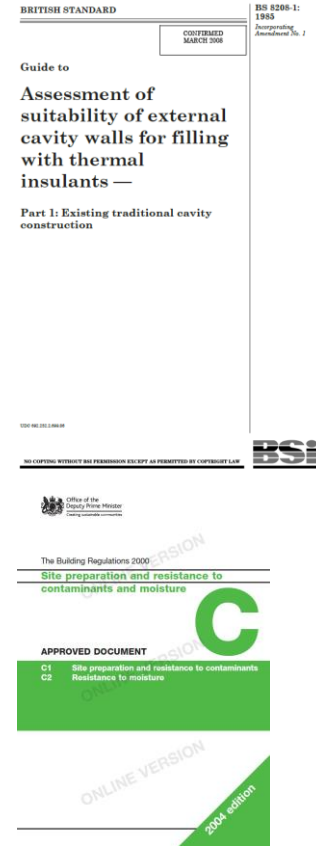 BRITISH STANDARD
BS 8208-1:
1985
Incorporating
Amendment No. 1
CONFIRMED
MARCH 2008
Guide to
Assessment of
suitability of external
cavity walls for filling
with thermal
insulants —
Part 1: Existing traditional cavity
construction
NO COPYING WITHOUT BSI PERMISSION EXCEPT AS PERMITTED BY COPYRIGHT LAW
BSi
Office of the
Deputy Prime Minister
Creating sustainable communities
The Building Regulations 2000
Site preparation and resistance to
contaminants and moisture
C
ONLINE VERSION
APPROVED DOCUMENT
ONLINE VERSION
C1 Site preparation and resistance to contaminants
C2 Resistance to moisture
ONLINE VERSION
2004 edition